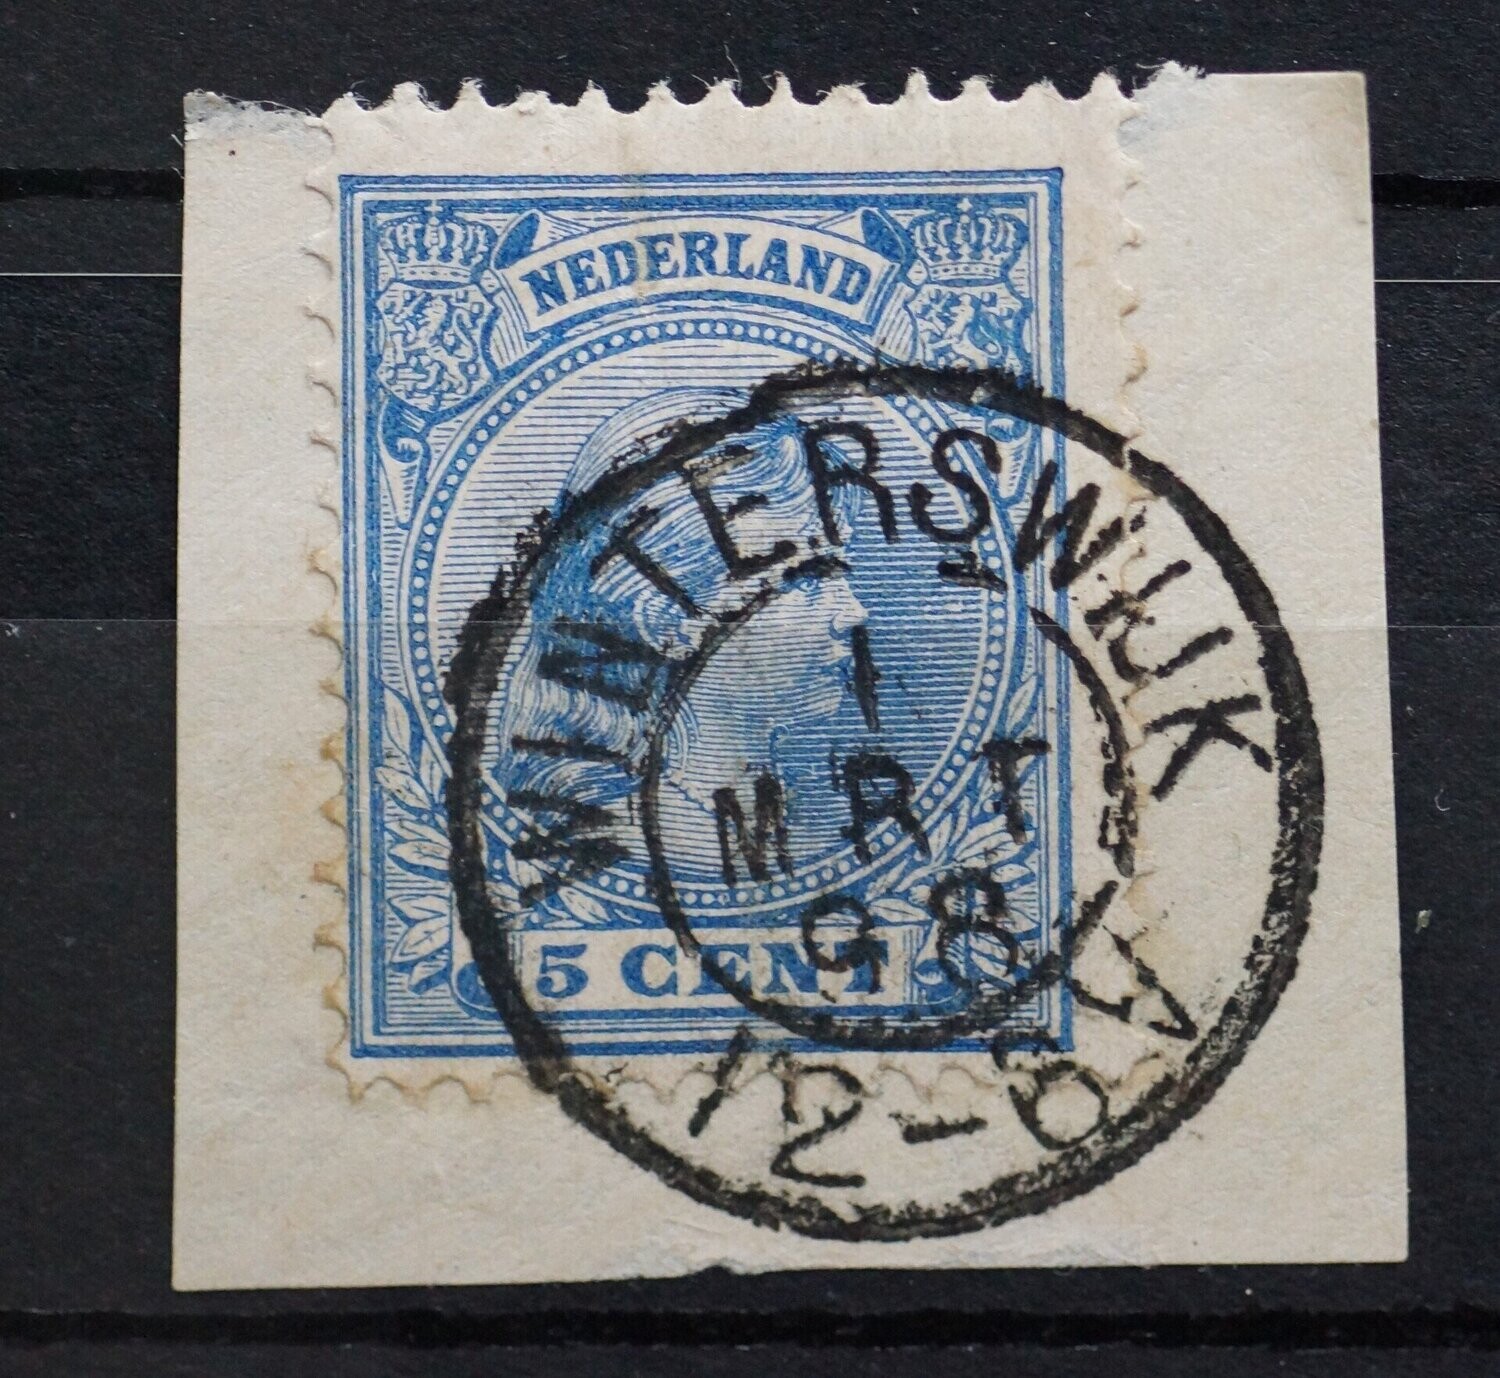 NEDERLAND
5 CENT
WINTERSWIJK
1
MRT
98
12-6
V